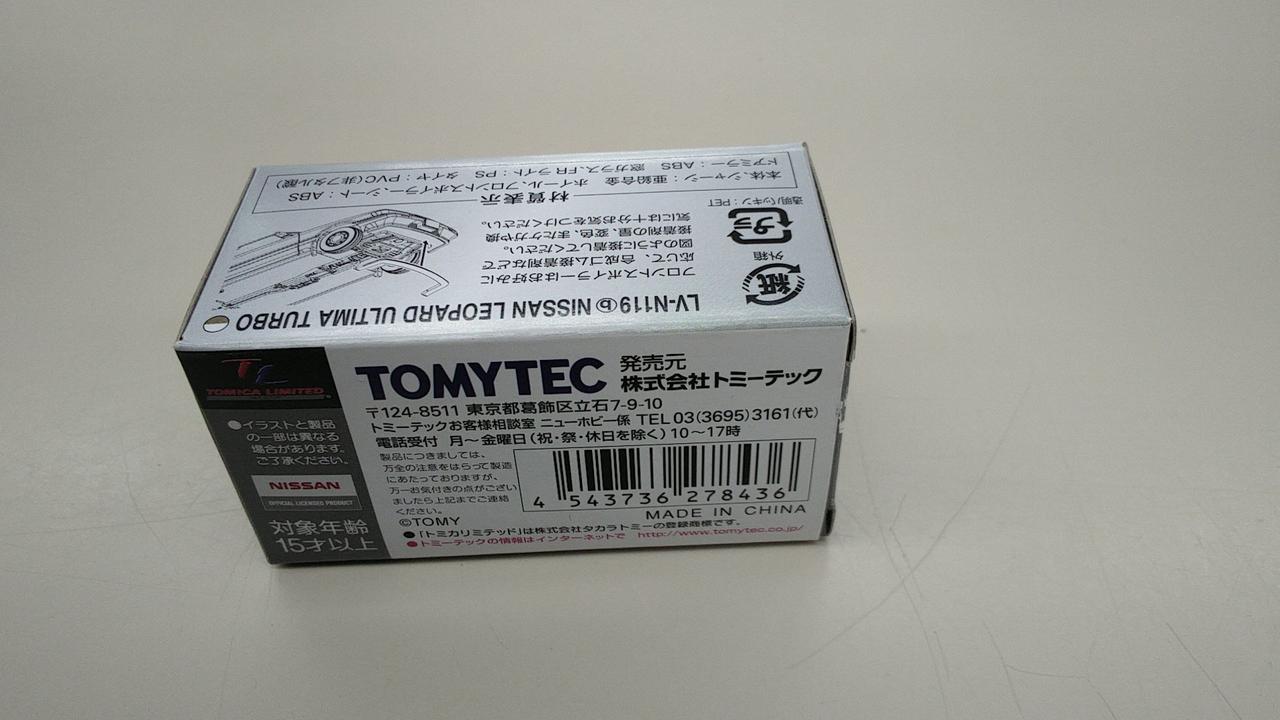 LV-N119 ⓑ NISSAN LEOPARD ULTIMA TURBO
フロントスポイラーはお好みに
応じて、合成ゴム接着剤などで
図のように接着してください。
接着剤の量、変色、またケガや換
気には十分お気をつけください。
紙
外箱
プラ
透明パッキン:PET
材質表示
本体、シャーシ:亜鉛合金 ホイール、フロントスポイラー、シート:ABS
ドアミラー:ABS 窓ガラス、FRライト:PS タイヤ:PVC(非フタル酸)
TL
TOMICA LIMITED
●イラストと製品
の一部は異なる
場合があります。
ご了承ください。
NISSAN
OFFICIAL LICENSED PRODUCT
対象年齢
15才以上
TOMYTEC 発売元
株式会社トミーテック
〒124-8511 東京都葛飾区立石7-9-10
トミーテックお客様相談室 ニューホビー係 TEL 03(3695)3161(代)
電話受付 月〜金曜日(祝・祭・休日を除く)10〜17時
製品につきましては、
万全の注意をはらって製造
にあたっておりますが、
万一お気付きの点がござい
ましたら上記までご連絡
ください。
4 543736 278436
©TOMY MADE IN CHINA
●「トミカリミテッド」は株式会社タカラトミーの登録商標です。
●トミーテックの情報はインターネットで http://www.tomytec.co.jp/